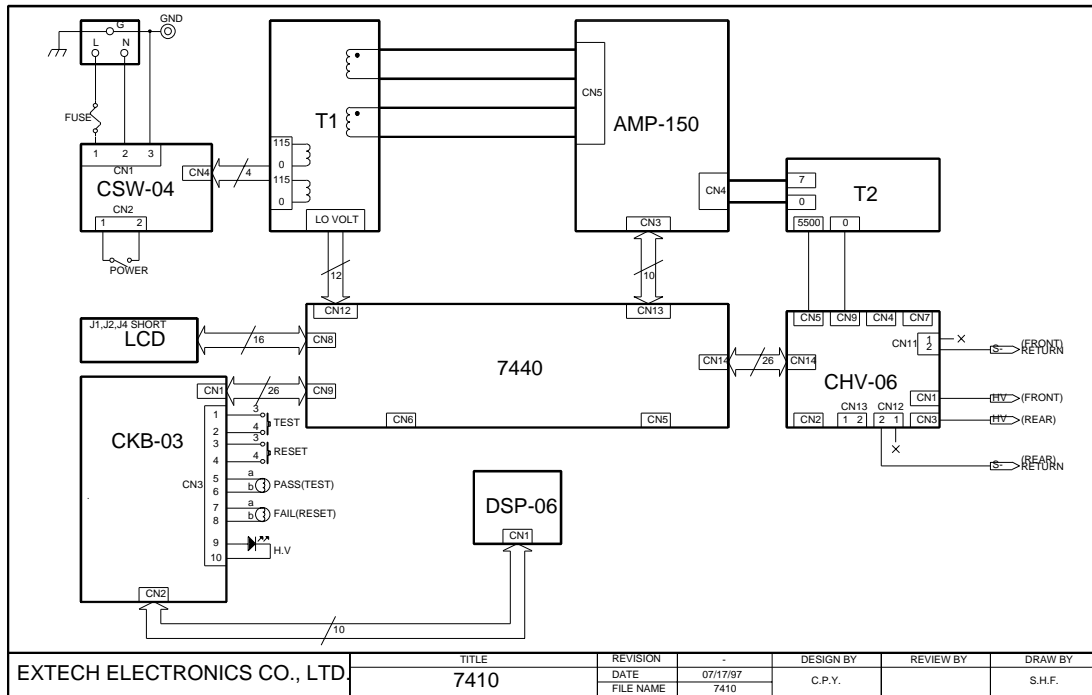 GND
G
L N
FUSE
1 2 3
CN1
CN4
CSW-04
CN2
1 2
POWER
4
T1
115
0
115
0
LO VOLT
12
CN5
AMP-150
CN4
CN3
10
7
0
T2
5500 0
J1,J2,J4 SHORT
LCD
16
CN12
CN13
CN8
7440
CN14
CN9
CN6
CN5
26
CN5 CN9 CN4 CN7
CN14
CN11
1
2
CHV-06
CN1
CN13 CN12
CN2
1 2
2 1
CN3
S-
(FRONT)
RETURN
HV
(FRONT)
HV
(REAR)
S-
(REAR)
RETURN
CN1
26
CKB-03
CN3
1 3
2 4
TEST
3 3
4 4
RESET
5 a
6 b
PASS(TEST)
7 a
8 b
FAIL(RESET)
9
10
H.V
CN2
10
DSP-06
CN1
EXTECH ELECTRONICS CO., LTD.
TITLE
7410
REVISION -
DATE 07/17/97
FILE NAME 7410
DESIGN BY
C.P.Y.
REVIEW BY
DRAW BY
S.H.F.